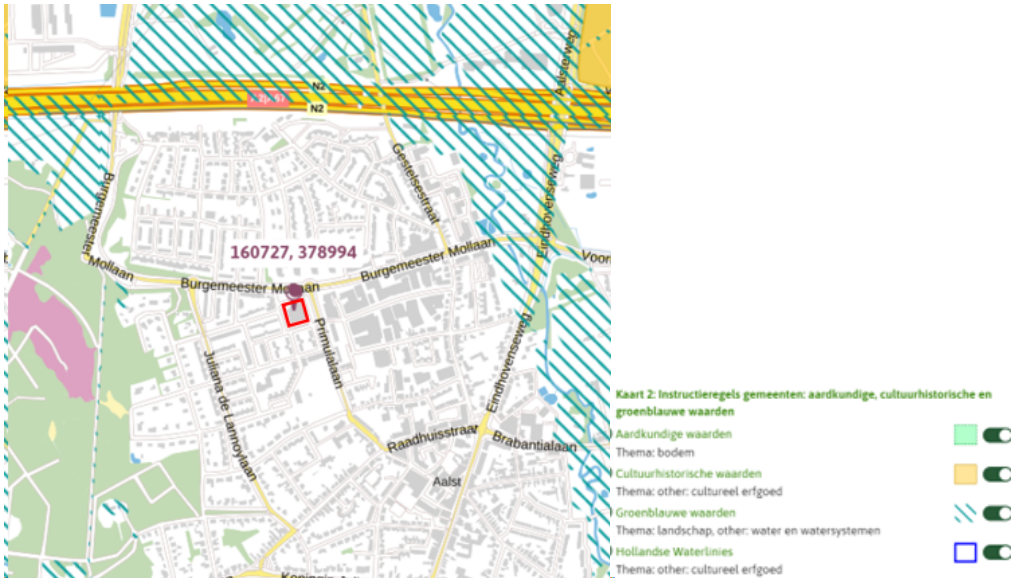 N2
N2
Aalsterweg
Gestelsestraat
Eindhovenseweg
Burgemeester
Mollaan
160727, 378994
Burgemeester Mollaan
Burgemeester Mollaan
Voorn
Primulalaan
Juliana de Lannoylaan
Eindhovenseweg
Raadhuisstraat
Brabantialaan
Aalst
Kaart 2: Instructieregels gemeenten: aardkundige, cultuurhistorische en
groenblauwe waarden
Aardkundige waarden
Thema: bodem
Cultuurhistorische waarden
Thema: other: cultureel erfgoed
Groenblauwe waarden
Thema: landschap, other: water en watersystemen
Hollandse Waterlinies
Thema: other: cultureel erfgoed